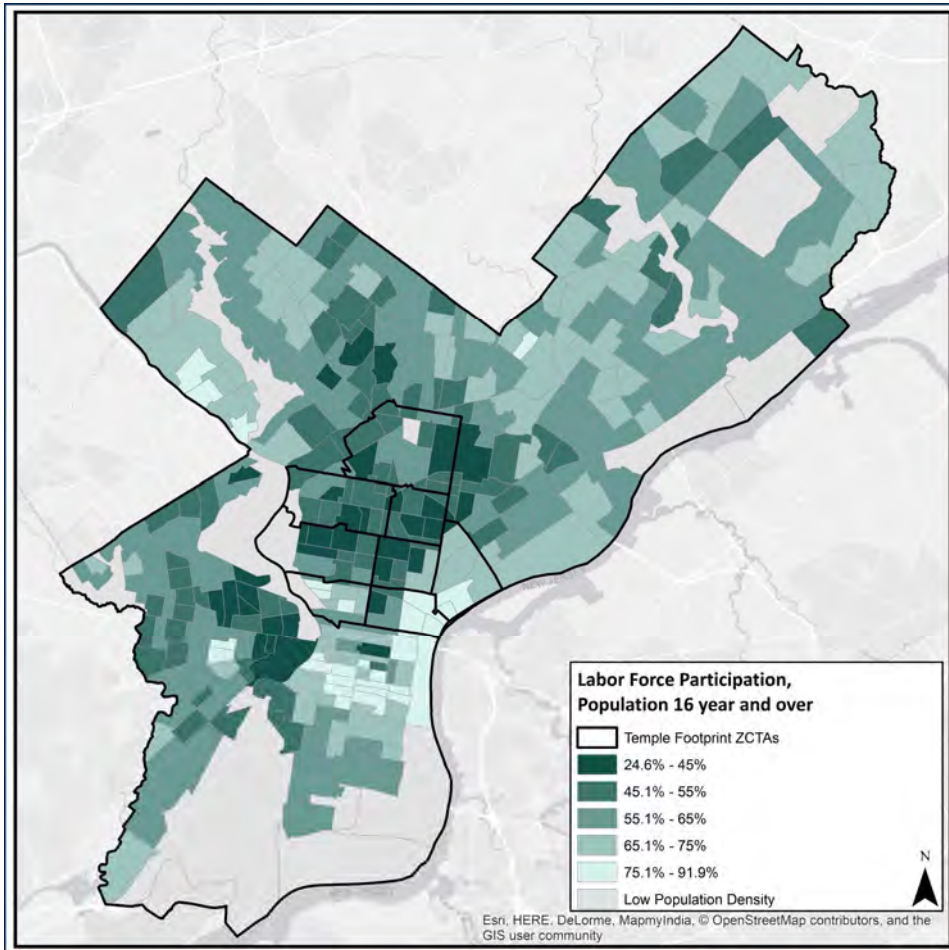 NEW JERSEY
Labor Force Participation,
Population 16 year and over
Temple Footprint ZCTAs
24.6% - 45%
45.1% - 55%
55.1% - 65%
65.1% - 75%
75.1% - 91.9%
Low Population Density
N
Esri, HERE, DeLorme, MapmyIndia, © OpenStreetMap contributors, and the
GIS user community